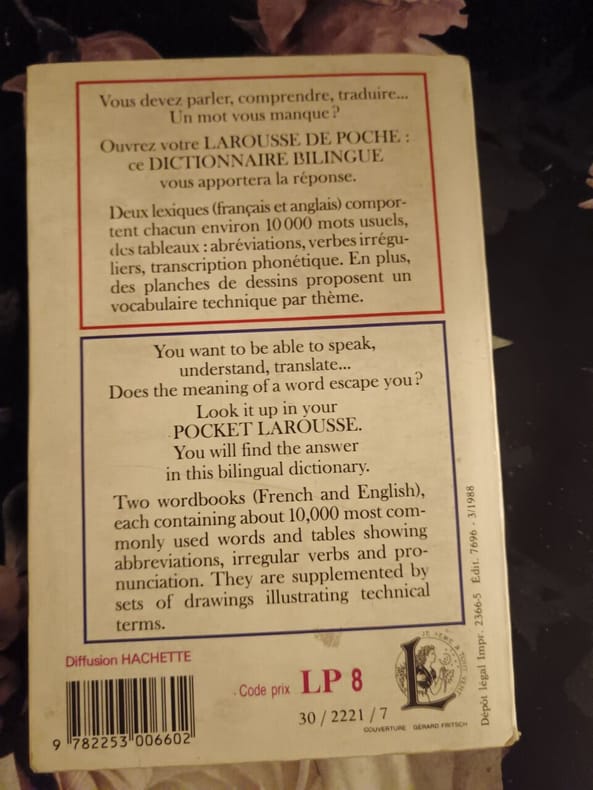 Vous devez parler, comprendre, traduire...
Un mot vous manque ?
Ouvrez votre LAROUSSE DE POCHE :
ce DICTIONNAIRE BILINGUE
vous apportera la réponse.
Deux lexiques (français et anglais) compor-
tent chacun environ 10 000 mots usuels,
des tableaux : abréviations, verbes irrégu-
liers, transcription phonétique. En plus,
des planches de dessins proposent un
vocabulaire technique par thème.
You want to be able to speak,
understand, translate...
Does the meaning of a word escape you ?
Look it up in your
POCKET LAROUSSE.
You will find the answer
in this bilingual dictionary.
Two wordbooks (French and English),
each containing about 10,000 most com-
monly used words and tables showing
abbreviations, irregular verbs and pro-
nunciation. They are supplemented by
sets of drawings illustrating technical
terms.
Diffusion HACHETTE
9 782253 006602
Code prix LP 8
30 / 2221 / 7
JE SÈME À TOUT VENT
L
COUVERTURE GÉRARD FRITSCH
Dépôt légal Impr. 2366-5 Édit. 7696 - 3/1988